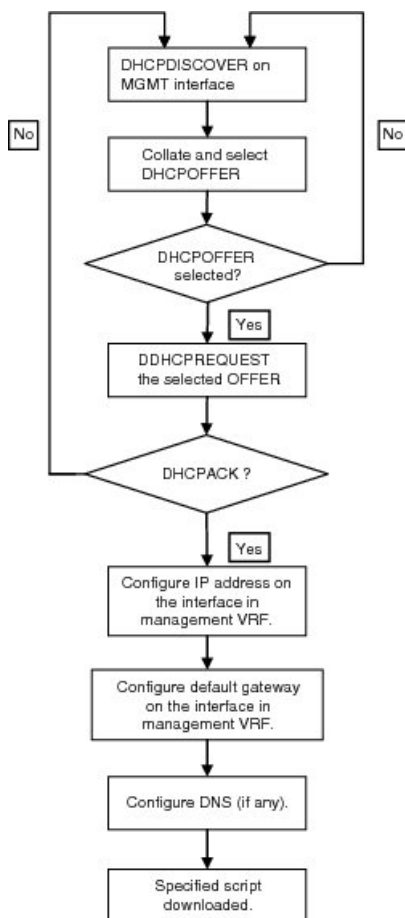 DHCPDISCOVER on
MGMT interface
No
No
Collate and select
DHCPOFFER
DHCPOFFER
selected?
Yes
DDHCPREQUEST
the selected OFFER
DHCPACK ?
Yes
Configure IP address on
the interface in
management VRF.
Configure default gateway
on the interface in
management VRF.
Configure DNS (if any).
Specified script
downloaded.